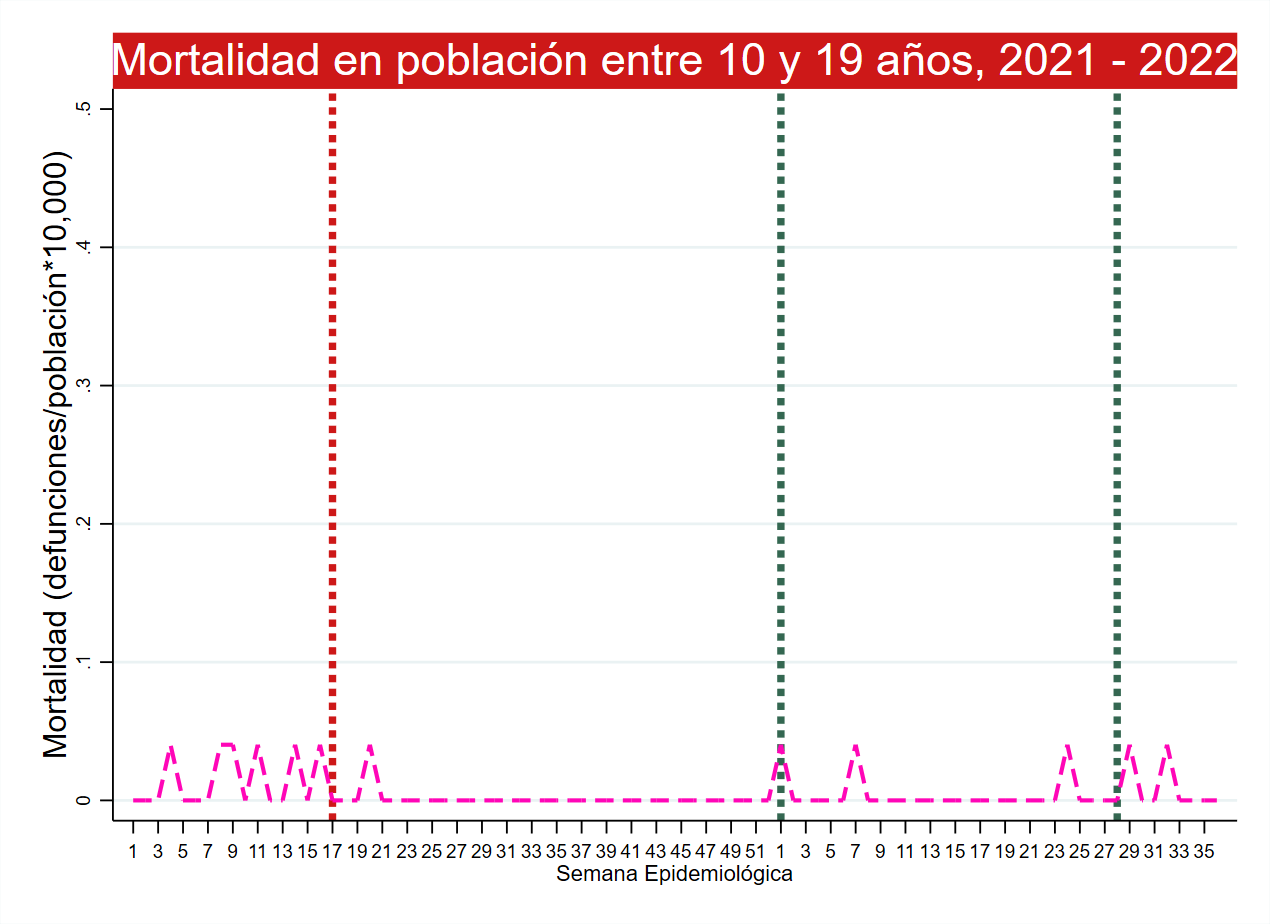 Mortalidad en población entre 10 y 19 años, 2021 - 2022
Mortalidad (defunciones/población*10,000)
.5
.4
.3
.2
.1
0
1 3 5 7 9 11 13 15 17 19 21 23 25 27 29 31 33 35 37 39 41 43 45 47 49 51 1 3 5 7 9 11 13 15 17 19 21 23 25 27 29 31 33 35
Semana Epidemiológica